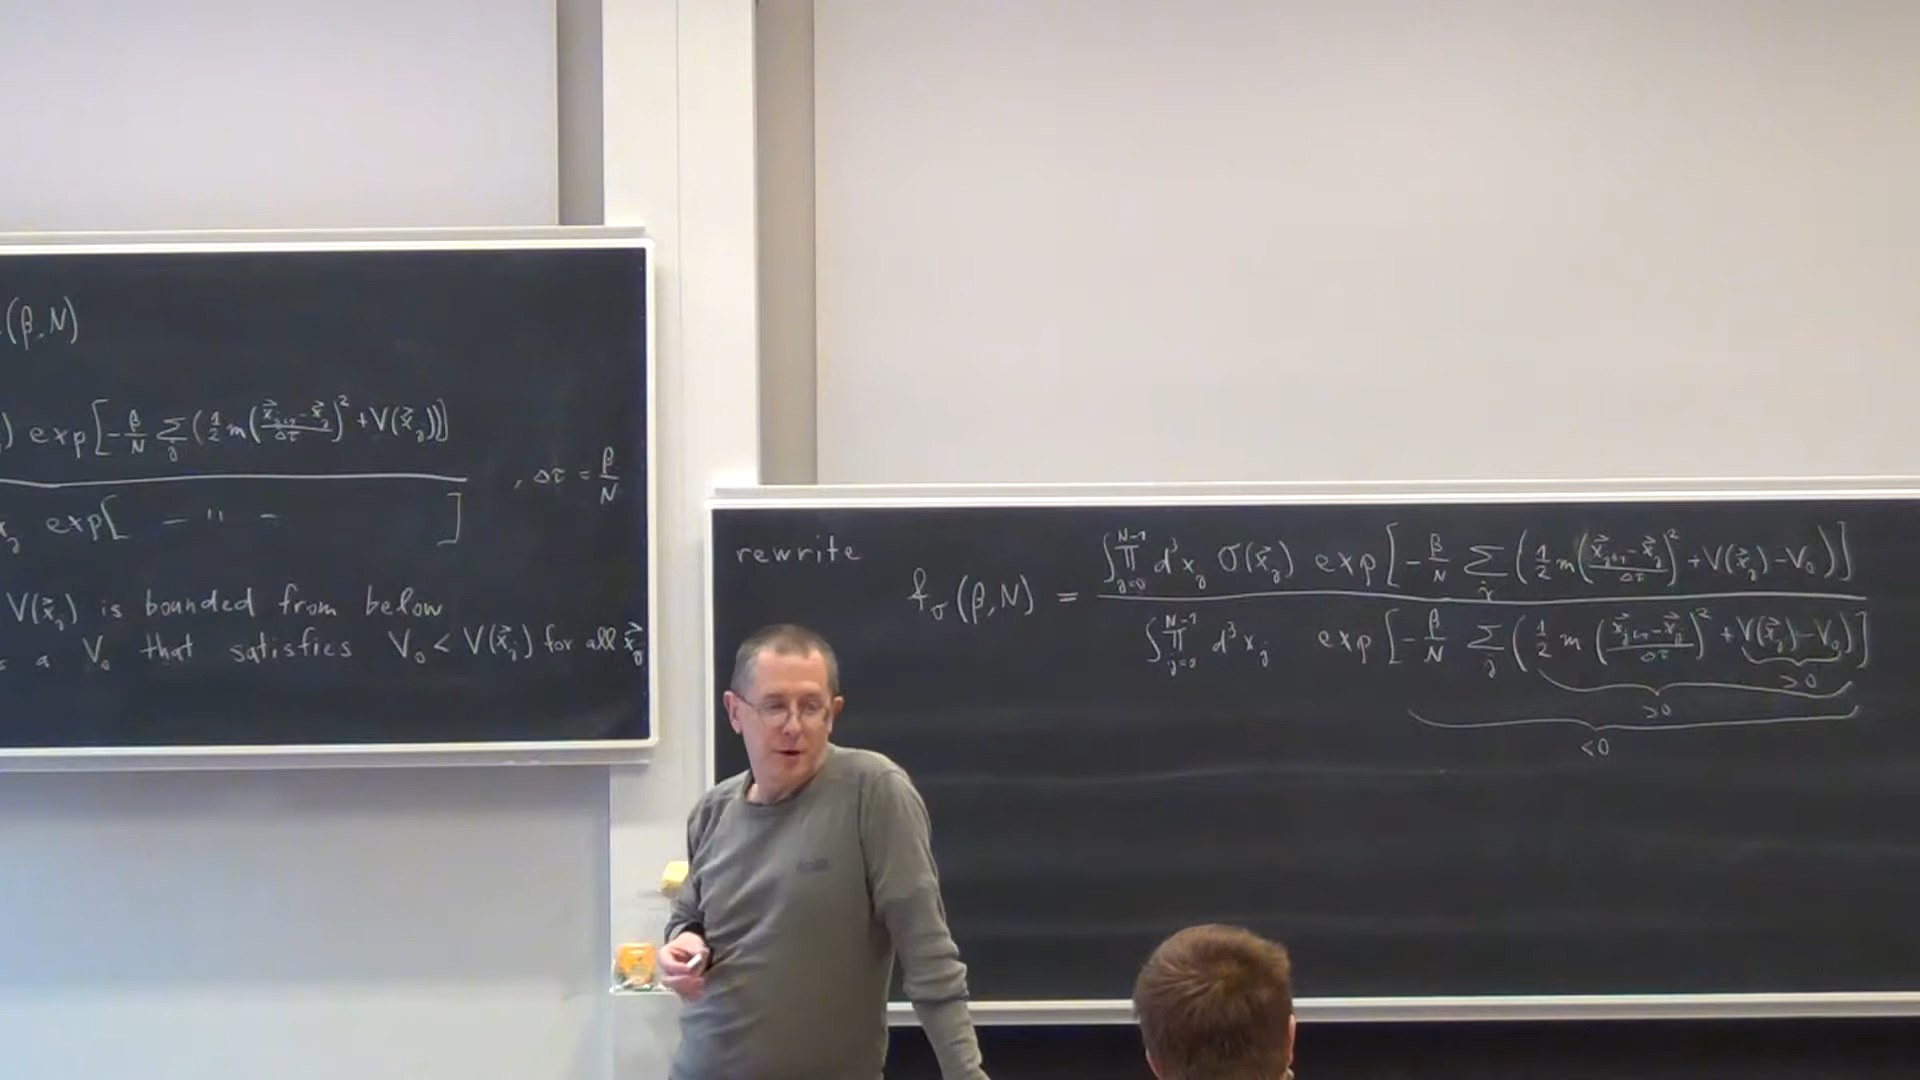 (β,N)
) exp[-β/N Σ_j (1/2 m((x⃗_{j+1}-x⃗_j)/Δτ)² + V(x⃗_j))]
, Δτ = β/N
x_j exp[ - " - ]
V(x⃗_j) is bounded from below
a V₀ that satisfies V₀ < V(x⃗_j) for all x⃗_j
rewrite
f_σ(β,N) = ∫∏_{j=0}^{N-1} d³x_j σ(x⃗_j) exp[-β/N Σ_j (1/2 m((x⃗_{j+1}-x⃗_j)/Δτ)² + V(x⃗_j) - V₀)]
∫∏_{j=0}^{N-1} d³x_j exp[-β/N Σ_j (1/2 m((x⃗_{j+1}-x⃗_j)/Δτ)² + V(x⃗_j) - V₀)]
>0
>0
<0